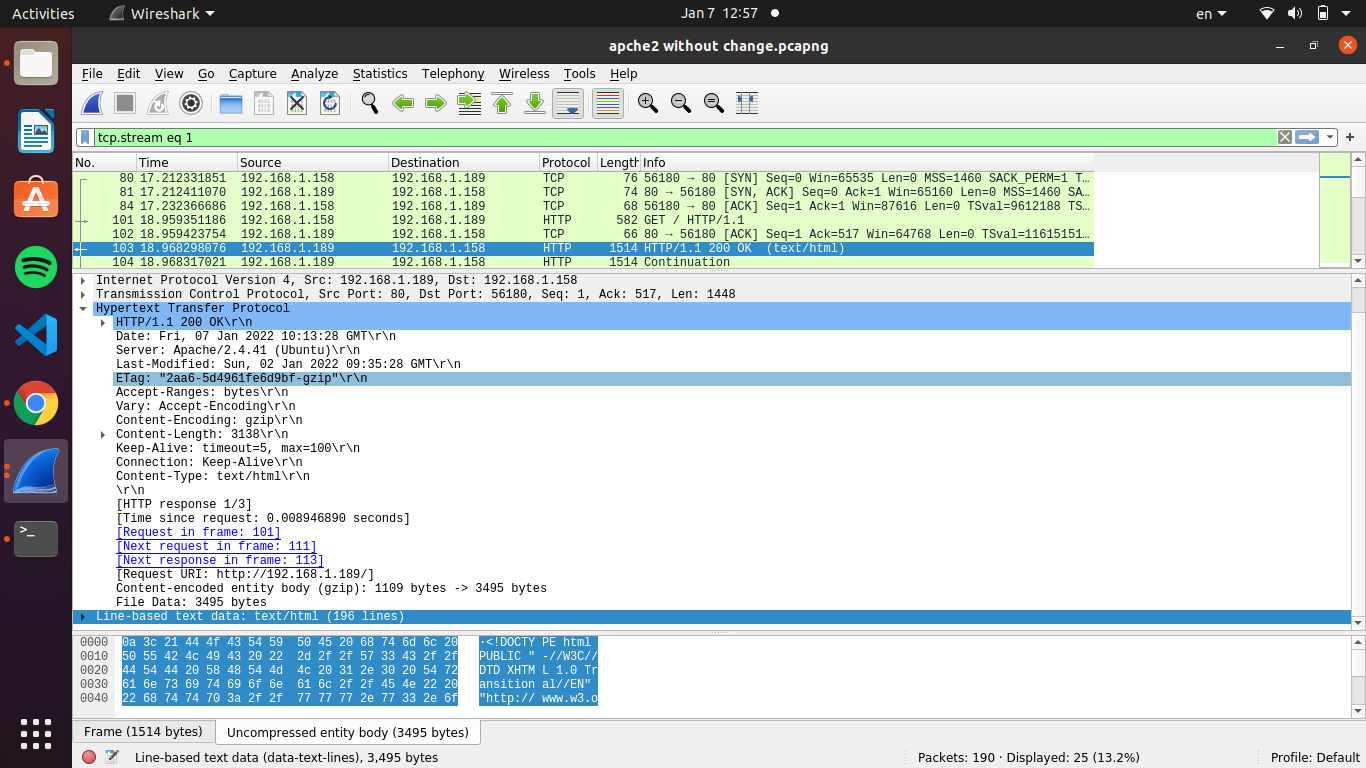 Activities Wireshark Jan 7 12:57 en
apche2 without change.pcapng
File Edit View Go Capture Analyze Statistics Telephony Wireless Tools Help
tcp.stream eq 1
No. Time Source Destination Protocol Length Info
80 17.212331851 192.168.1.158 192.168.1.189 TCP 76 56180 → 80 [SYN] Seq=0 Win=65535 Len=0 MSS=1460 SACK_PERM=1 T…
81 17.212411070 192.168.1.189 192.168.1.158 TCP 74 80 → 56180 [SYN, ACK] Seq=0 Ack=1 Win=65160 Len=0 MSS=1460 SA…
84 17.232366686 192.168.1.158 192.168.1.189 TCP 68 56180 → 80 [ACK] Seq=1 Ack=1 Win=87616 Len=0 TSval=9612188 TS…
101 18.959351186 192.168.1.158 192.168.1.189 HTTP 582 GET / HTTP/1.1
102 18.959423754 192.168.1.189 192.168.1.158 TCP 66 80 → 56180 [ACK] Seq=1 Ack=517 Win=64768 Len=0 TSval=11615151…
103 18.968298076 192.168.1.189 192.168.1.158 HTTP 1514 HTTP/1.1 200 OK (text/html)
104 18.968317021 192.168.1.189 192.168.1.158 HTTP 1514 Continuation
Internet Protocol Version 4, Src: 192.168.1.189, Dst: 192.168.1.158
Transmission Control Protocol, Src Port: 80, Dst Port: 56180, Seq: 1, Ack: 517, Len: 1448
Hypertext Transfer Protocol
HTTP/1.1 200 OK\r\n
Date: Fri, 07 Jan 2022 10:13:28 GMT\r\n
Server: Apache/2.4.41 (Ubuntu)\r\n
Last-Modified: Sun, 02 Jan 2022 09:35:28 GMT\r\n
ETag: "2aa6-5d4961fe6d9bf-gzip"\r\n
Accept-Ranges: bytes\r\n
Vary: Accept-Encoding\r\n
Content-Encoding: gzip\r\n
Content-Length: 3138\r\n
Keep-Alive: timeout=5, max=100\r\n
Connection: Keep-Alive\r\n
Content-Type: text/html\r\n
\r\n
[HTTP response 1/3]
[Time since request: 0.008946890 seconds]
[Request in frame: 101]
[Next request in frame: 111]
[Next response in frame: 113]
[Request URI: http://192.168.1.189/]
Content-encoded entity body (gzip): 1109 bytes -> 3495 bytes
File Data: 3495 bytes
Line-based text data: text/html (196 lines)
0000 0a 3c 21 44 4f 43 54 59 50 45 20 68 74 6d 6c 20 ·<!DOCTY PE html
0010 50 55 42 4c 49 43 20 22 2d 2f 2f 57 33 43 2f 2f PUBLIC " -//W3C//
0020 44 54 44 20 58 48 54 4d 4c 20 31 2e 30 20 54 72 DTD XHTM L 1.0 Tr
0030 61 6e 73 69 74 69 6f 6e 61 6c 2f 2f 45 4e 22 20 ansition al//EN"
0040 22 68 74 74 70 3a 2f 2f 77 77 77 2e 77 33 2e 6f "http:// www.w3.o
Frame (1514 bytes) Uncompressed entity body (3495 bytes)
Line-based text data (data-text-lines), 3,495 bytes Packets: 190 · Displayed: 25 (13.2%) Profile: Default